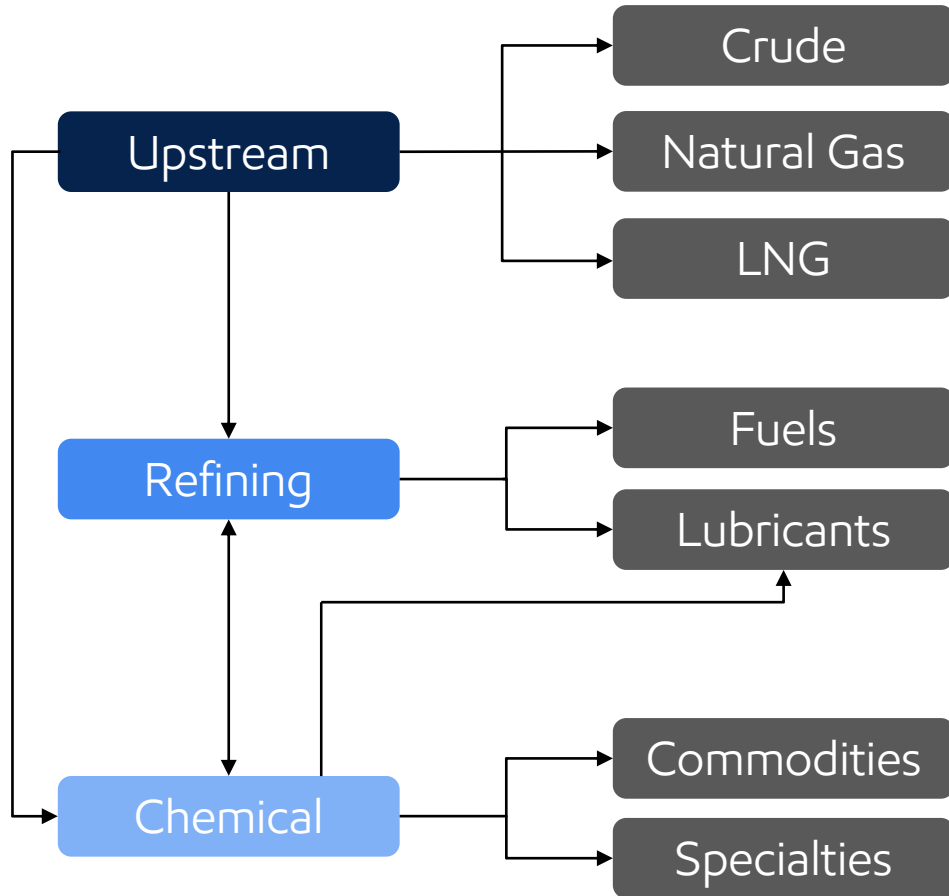 Crude
Upstream
Natural Gas
LNG
Fuels
Refining
Lubricants
Commodities
Chemical
Specialties